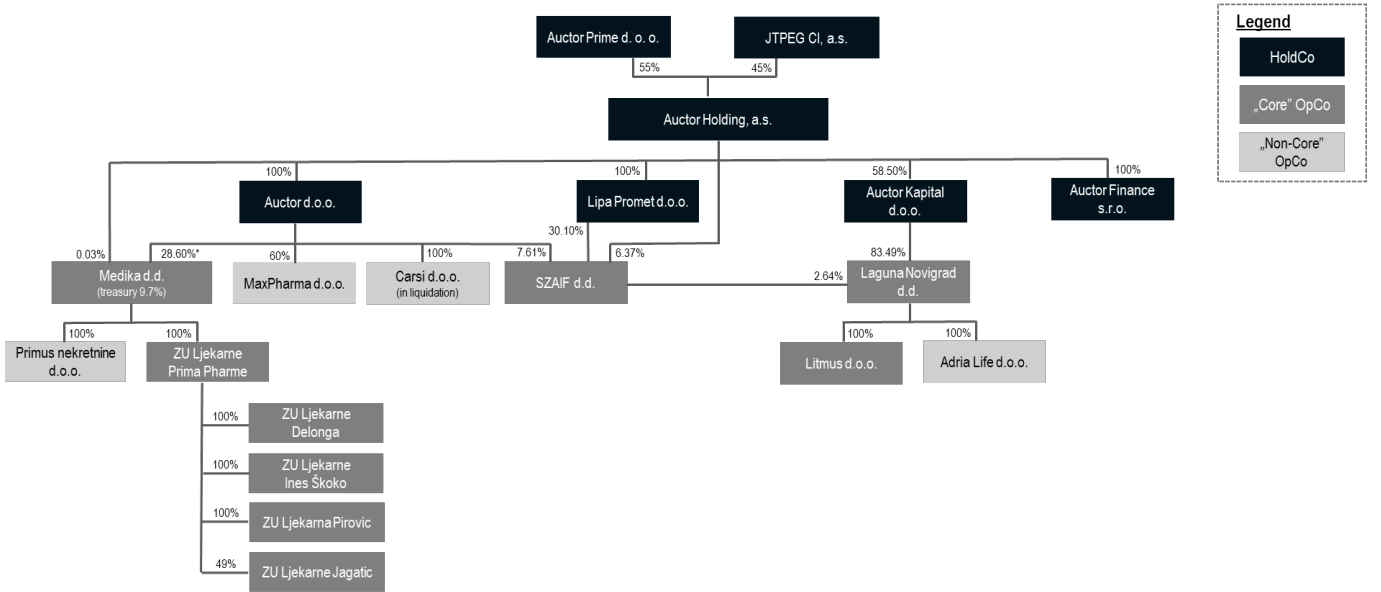 Auctor Prime d. o. o.
JTPEG CI, a.s.
Legend
HoldCo
„Core” OpCo
„Non-Core”
OpCo
55%
45%
Auctor Holding, a.s.
100%
100%
58.50%
100%
Auctor d.o.o.
Lipa Promet d.o.o.
Auctor Kapital
d.o.o.
Auctor Finance
s.r.o.
30.10%
0.03%
28.60%*
60%
100%
7.61%
6.37%
83.49%
Medika d.d.
(treasury 9.7%)
MaxPharma d.o.o.
Carsi d.o.o.
(in liquidation)
SZAIF d.d.
2.64%
Laguna Novigrad
d.d.
100%
100%
100%
100%
Primus nekretnine
d.o.o.
ZU Ljekarne
Prima Pharme
Litmus d.o.o.
Adria Life d.o.o.
100%
ZU Ljekarne
Delonga
100%
ZU Ljekarne
Ines Škoko
100%
ZU Ljekarna Pirovic
49%
ZU Ljekarne Jagatic